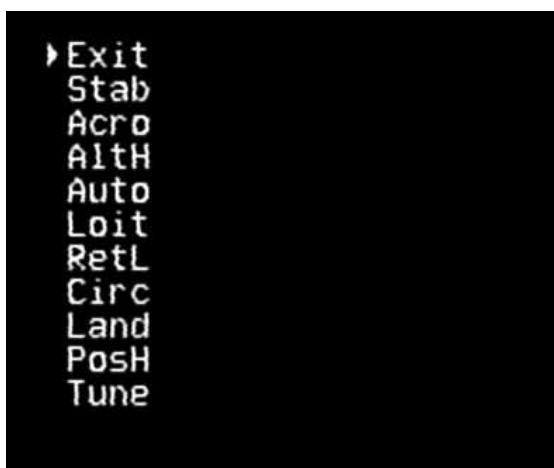 Exit
Stab
Acro
AltH
Auto
Loit
RetL
Circ
Land
PosH
Tune